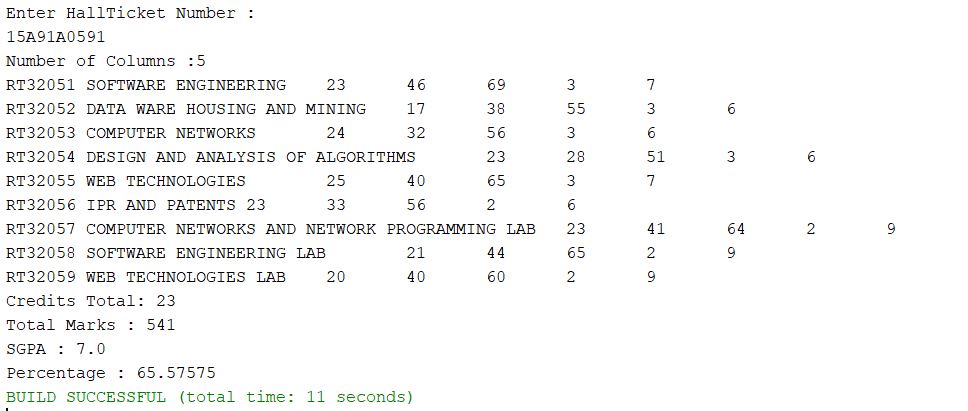 Enter HallTicket Number :
15A91A0591
Number of Columns :5
RT32051 SOFTWARE ENGINEERING 23 46 69 3 7
RT32052 DATA WARE HOUSING AND MINING 17 38 55 3 6
RT32053 COMPUTER NETWORKS 24 32 56 3 6
RT32054 DESIGN AND ANALYSIS OF ALGORITHMS 23 28 51 3 6
RT32055 WEB TECHNOLOGIES 25 40 65 3 7
RT32056 IPR AND PATENTS 23 33 56 2 6
RT32057 COMPUTER NETWORKS AND NETWORK PROGRAMMING LAB 23 41 64 2 9
RT32058 SOFTWARE ENGINEERING LAB 21 44 65 2 9
RT32059 WEB TECHNOLOGIES LAB 20 40 60 2 9
Credits Total: 23
Total Marks : 541
SGPA : 7.0
Percentage : 65.57575
BUILD SUCCESSFUL (total time: 11 seconds)